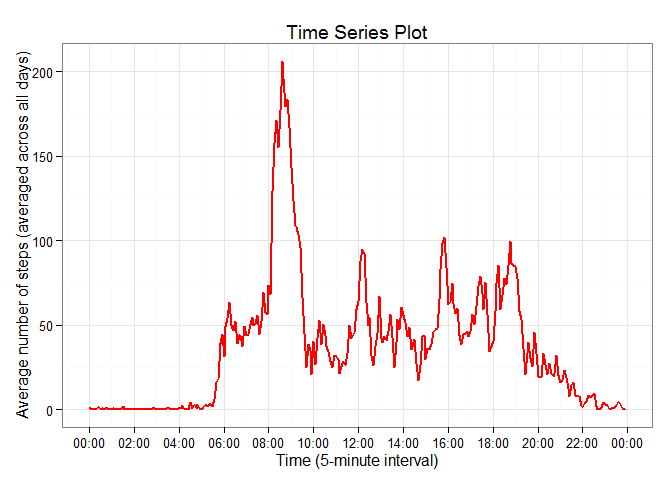 Time Series Plot
Average number of steps (averaged across all days)
200
150
100
50
0
00:00 02:00 04:00 06:00 08:00 10:00 12:00 14:00 16:00 18:00 20:00 22:00 00:00
Time (5-minute interval)